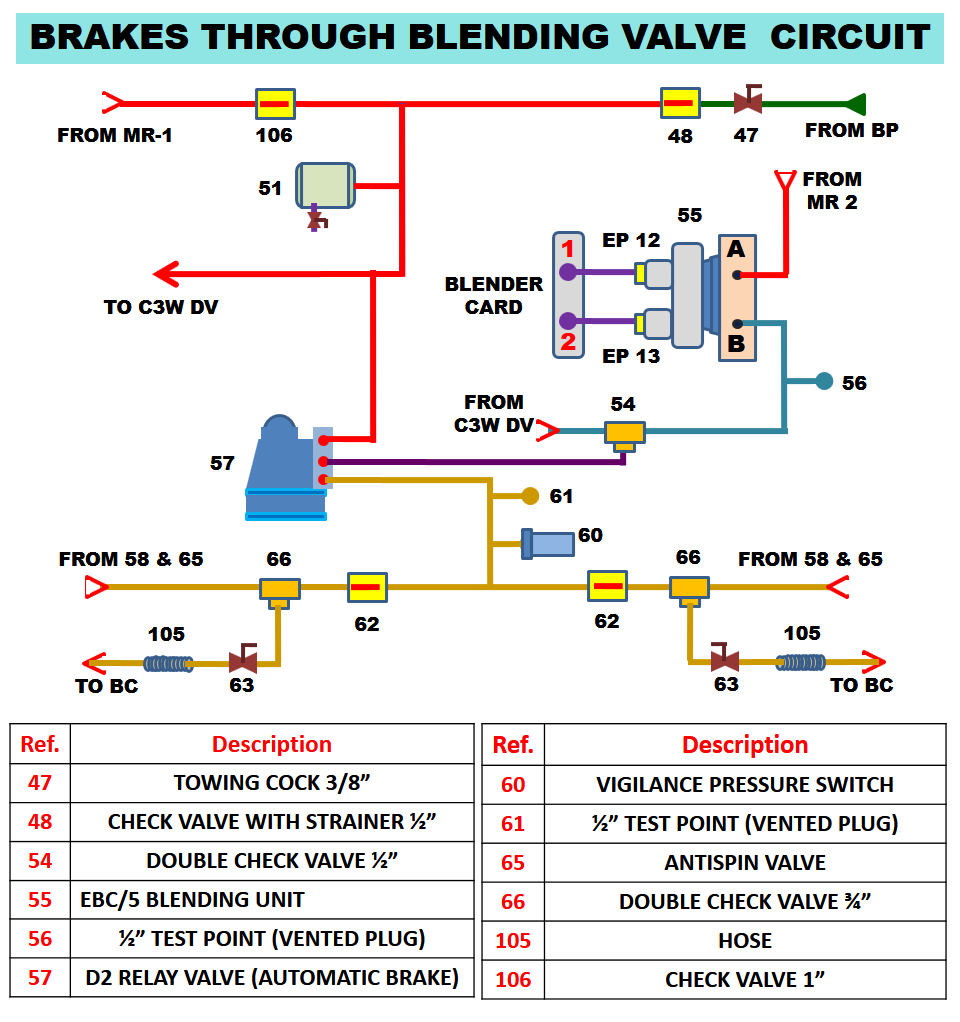 BRAKES THROUGH BLENDING VALVE CIRCUIT
FROM MR-1
106
48
47
FROM BP
51
FROM
MR 2
55
EP 12
A
1
BLENDER
CARD
TO C3W DV
2
B
EP 13
56
FROM
C3W DV
54
57
61
60
FROM 58 & 65
66
66
FROM 58 & 65
62
62
105
105
TO BC
63
63
TO BC
Ref. Description
47 TOWING COCK 3/8”
48 CHECK VALVE WITH STRAINER ½”
54 DOUBLE CHECK VALVE ½”
55 EBC/5 BLENDING UNIT
56 ½” TEST POINT (VENTED PLUG)
57 D2 RELAY VALVE (AUTOMATIC BRAKE)
Ref. Description
60 VIGILANCE PRESSURE SWITCH
61 ½” TEST POINT (VENTED PLUG)
65 ANTISPIN VALVE
66 DOUBLE CHECK VALVE ¾”
105 HOSE
106 CHECK VALVE 1”